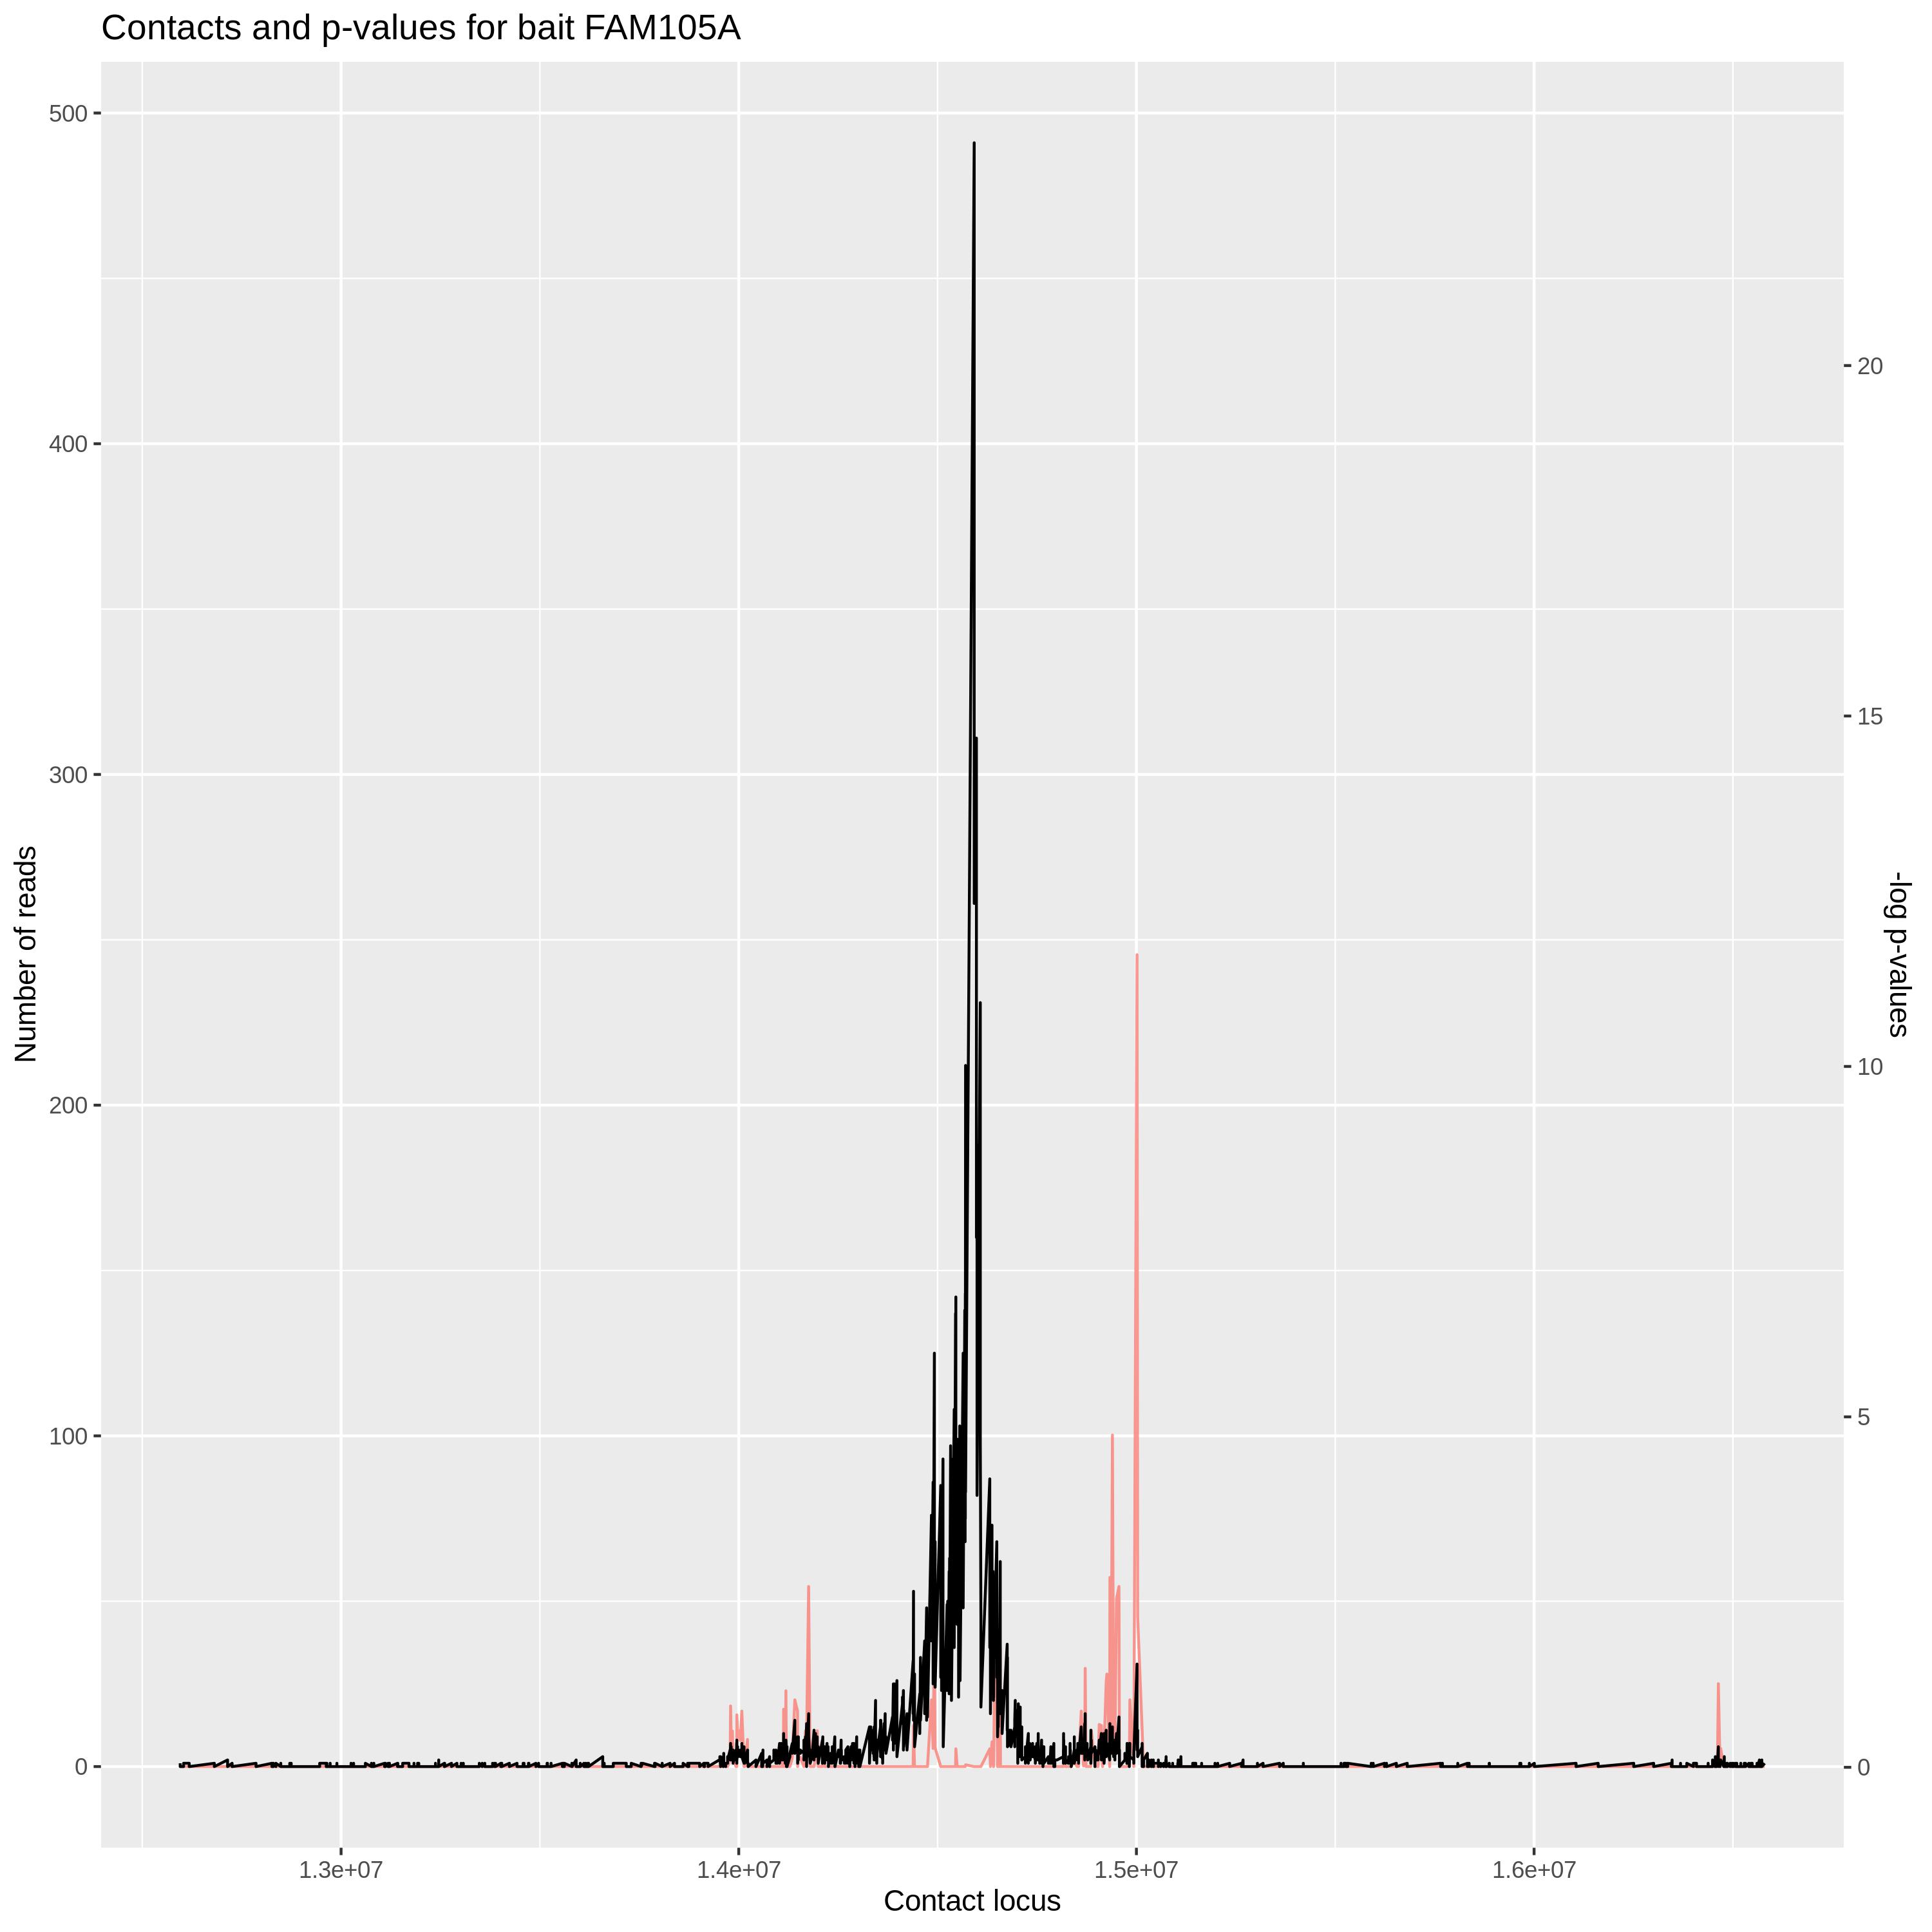 Contacts and p-values for bait FAM105A
500
400
300
200
100
0
Number of reads
20
15
10
5
0
-log p-values
1.3e+07
1.4e+07
1.5e+07
1.6e+07
Contact locus